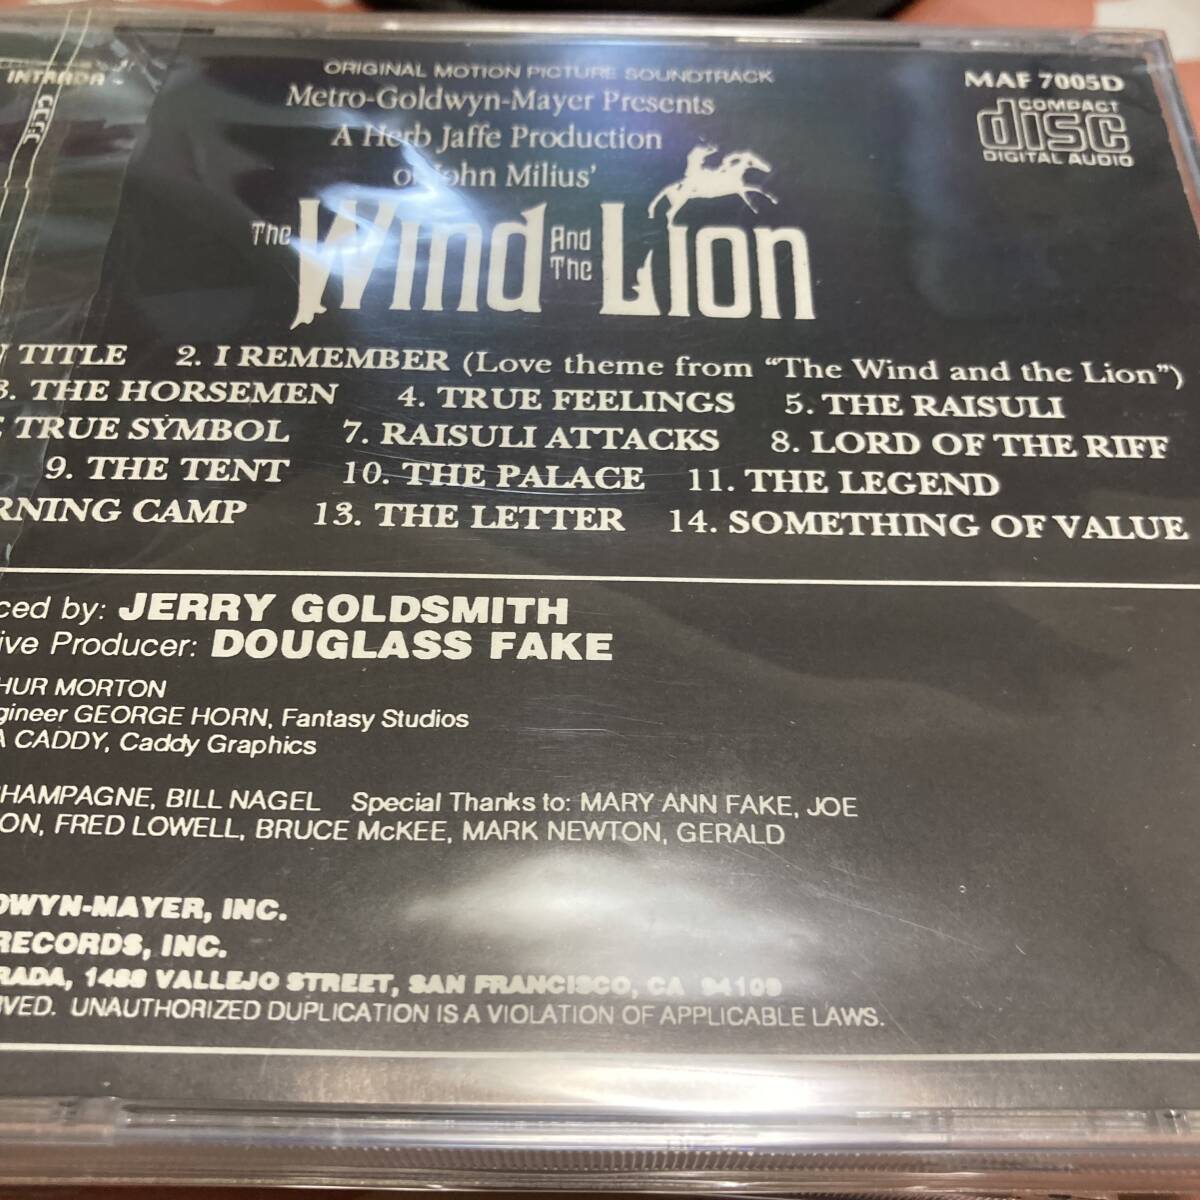 INTRADA
ORIGINAL MOTION PICTURE SOUNDTRACK
MAF 7005D
Metro-Goldwyn-Mayer Presents
COMPACT
disc
DIGITAL AUDIO
A Herb Jaffe Production
of John Milius'
The Wind And The Lion
TITLE 2. I REMEMBER (Love theme from "The Wind and the Lion")
3. THE HORSEMEN 4. TRUE FEELINGS 5. THE RAISULI
TRUE SYMBOL 7. RAISULI ATTACKS 8. LORD OF THE RIFF
9. THE TENT 10. THE PALACE 11. THE LEGEND
RNING CAMP 13. THE LETTER 14. SOMETHING OF VALUE
ced by: JERRY GOLDSMITH
ive Producer: DOUGLASS FAKE
HUR MORTON
gineer GEORGE HORN, Fantasy Studios
A CADDY, Caddy Graphics
CHAMPAGNE, BILL NAGEL Special Thanks to: MARY ANN FAKE, JOE
ON, FRED LOWELL, BRUCE McKEE, MARK NEWTON, GERALD
DWYN-MAYER, INC.
RECORDS, INC.
RADA, 1488 VALLEJO STREET, SAN FRANCISCO, CA 94109
VED. UNAUTHORIZED DUPLICATION IS A VIOLATION OF APPLICABLE LAWS.